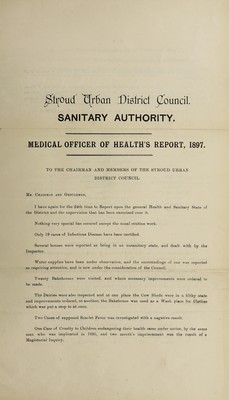 Stroud Urban District Council.
SANITARY AUTHORITY.
MEDICAL OFFICER OF HEALTH'S REPORT, 1897.
TO THE CHAIRMAN AND MEMBERS OF THE STROUD URBAN
DISTRICT COUNCIL.
MR. CHAIRMAN AND GENTLEMEN,
I have again for the 24th time to Report upon the general Health and Sanitary State of
the District and the supervision that has been exercised over it.
Nothing very special has occured except the usual routine work.
Only 19 cases of Infectious Disease have been certified.
Several houses were reported as being in an unsanitary state, and dealt with by the
Inspector.
Water supplies have been under observation, and the surroundings of one was reported
as requiring attention, and is now under the consideration of the Council.
Twenty Bakehouses were visited, and where necessary improvements were ordered to
be made.
The Dairies were also inspected and at one place the Cow Sheds were in a filthy state
and improvements ordered, at another, the Bakehouse was used as a Wash place for Clothes
which was put a stop to at once.
Two Cases of supposed Scarlet Fever was investigated with a negative result.
One Case of Cruelty to Children endangering their health came under notice, by the same
man who was implicated in 1895, and two month's imprisonment was the result of a
Magisterial Inquiry.